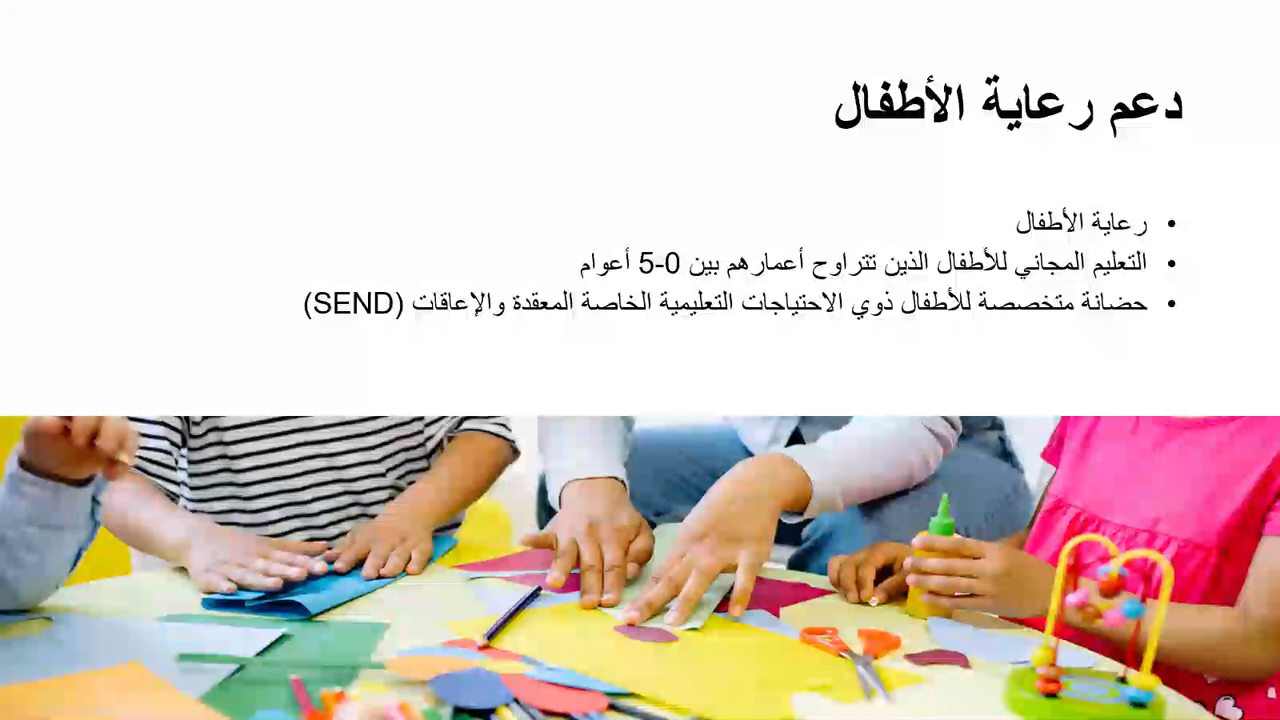 دعم رعاية الأطفال
• رعاية الأطفال
• التعليم المجاني للأطفال الذين تتراوح أعمارهم بين 0-5 أعوام
• حضانة متخصصة للأطفال ذوي الاحتياجات التعليمية الخاصة المعقدة والإعاقات (SEND)